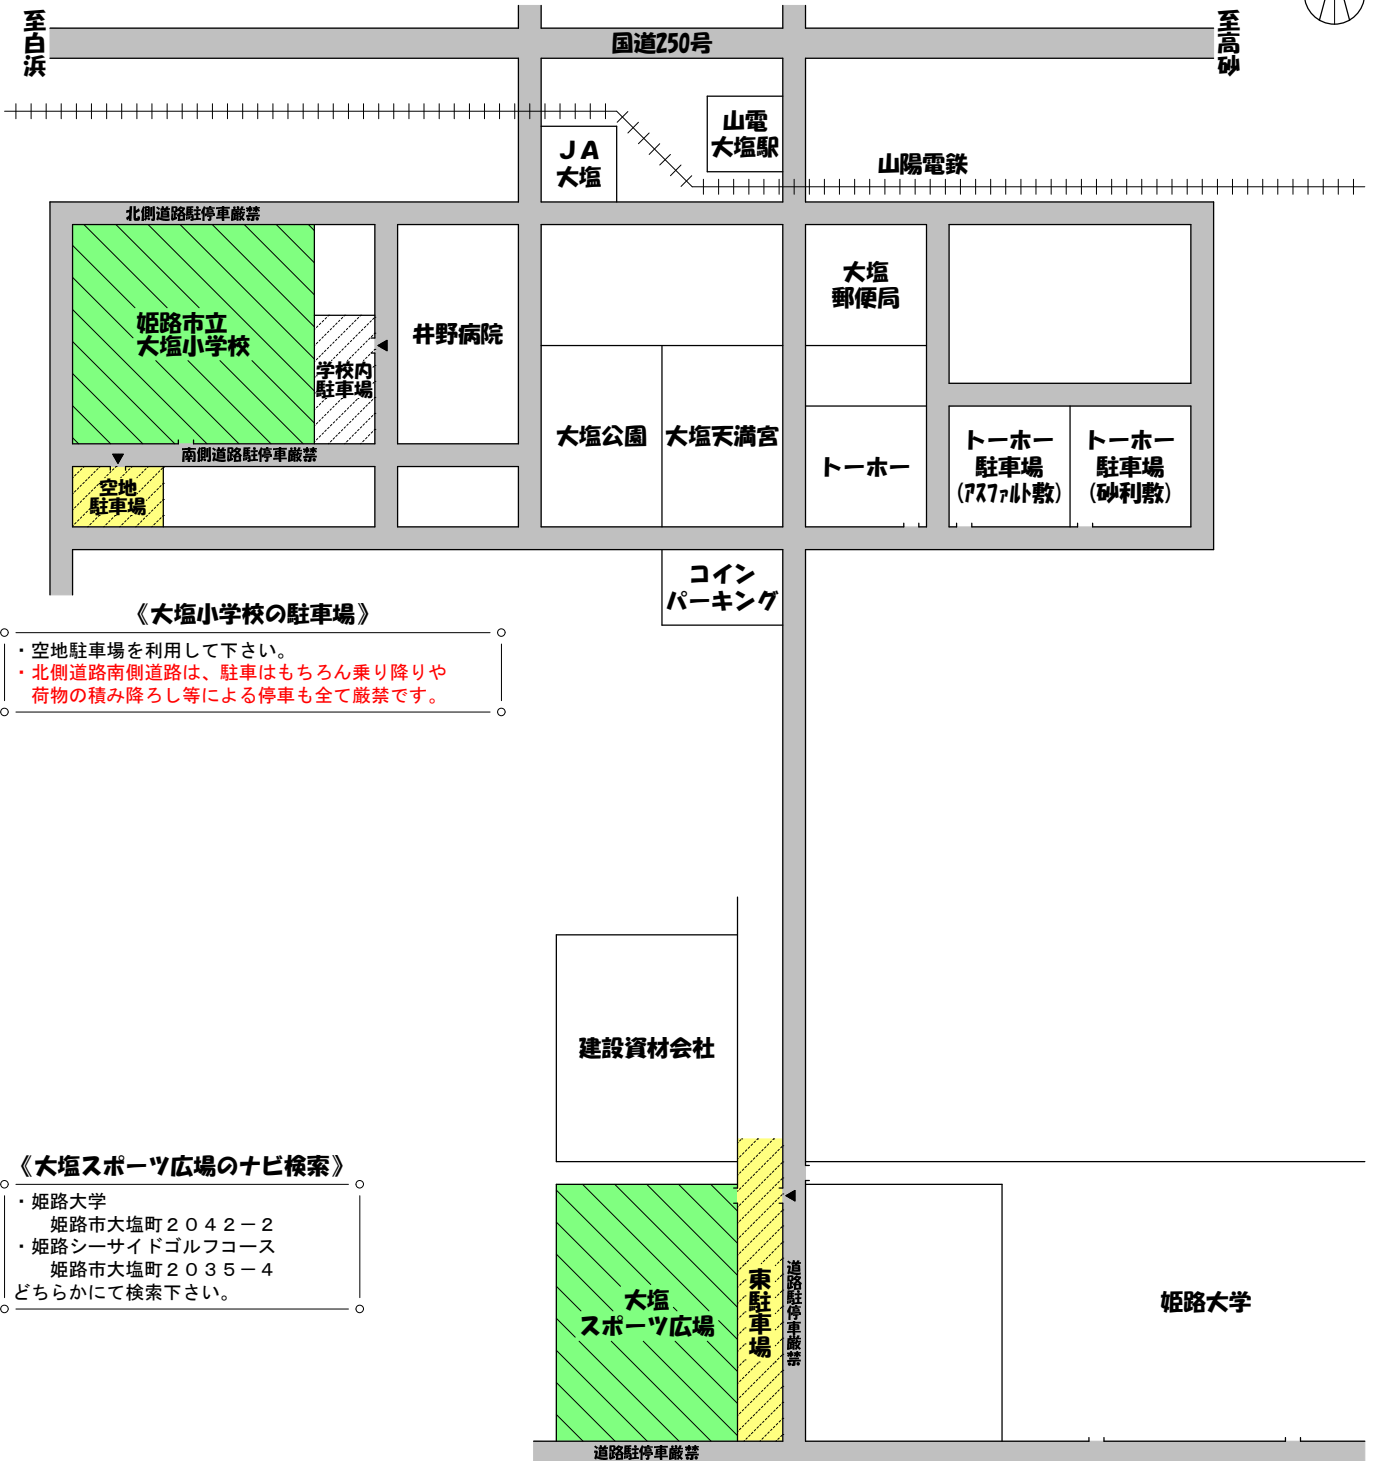 至白浜
国道250号
至高砂
山電
大塩駅
JA
大塩
山陽電鉄
北側道路駐停車厳禁
大塩
郵便局
姫路市立
大塩小学校
井野病院
学校内
駐車場
大塩公園
大塩天満宮
トーホー
トーホー
駐車場
(アスファルト敷)
トーホー
駐車場
(砂利敷)
南側道路駐停車厳禁
空地
駐車場
コイン
パーキング
《大塩小学校の駐車場》
・空地駐車場を利用して下さい。
・北側道路南側道路は、駐車はもちろん乗り降りや
荷物の積み降ろし等による停車も全て厳禁です。
建設資材会社
《大塩スポーツ広場のナビ検索》
・姫路大学
姫路市大塩町2042-2
・姫路シーサイドゴルフコース
姫路市大塩町2035-4
どちらかにて検索下さい。
大塩
スポーツ広場
東駐車場
道路駐停車厳禁
姫路大学
道路駐停車厳禁